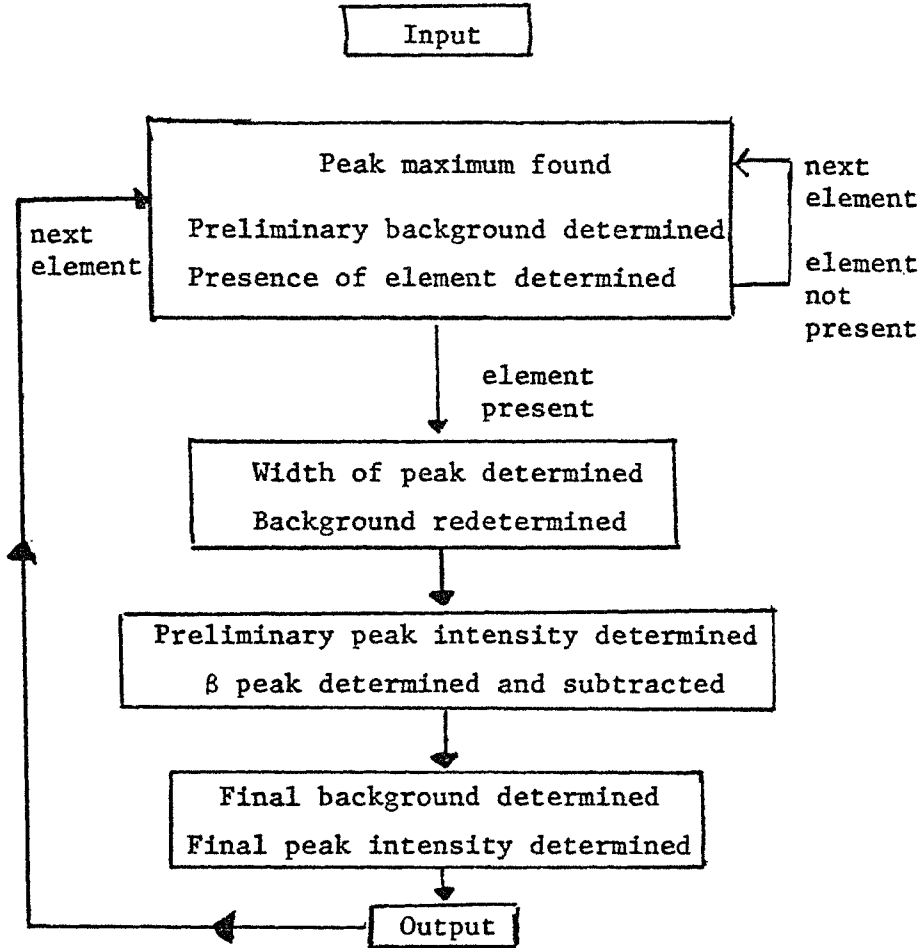 Input
Peak maximum found
Preliminary background determined
Presence of element determined
next
element
element
not
present
next
element
element
present
Width of peak determined
Background redetermined
Preliminary peak intensity determined
β peak determined and subtracted
Final background determined
Final peak intensity determined
Output